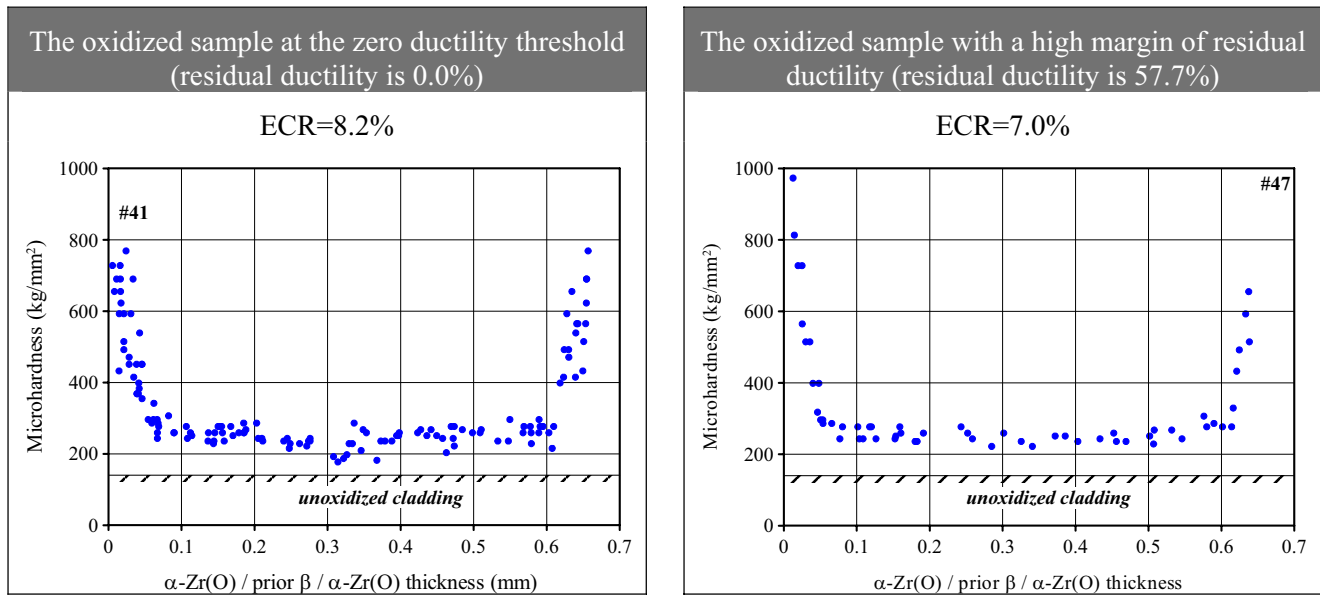 The oxidized sample at the zero ductility threshold
(residual ductility is 0.0%)
ECR=8.2%
Microhardness (kg/mm²)
1000
800
600
400
200
0
#41
unoxidized cladding
0 0.1 0.2 0.3 0.4 0.5 0.6 0.7
α-Zr(O) / prior β / α-Zr(O) thickness (mm)
The oxidized sample with a high margin of residual
ductility (residual ductility is 57.7%)
ECR=7.0%
Microhardness (kg/mm²)
1000
800
600
400
200
0
#47
unoxidized cladding
0 0.1 0.2 0.3 0.4 0.5 0.6 0.7
α-Zr(O) / prior β / α-Zr(O) thickness